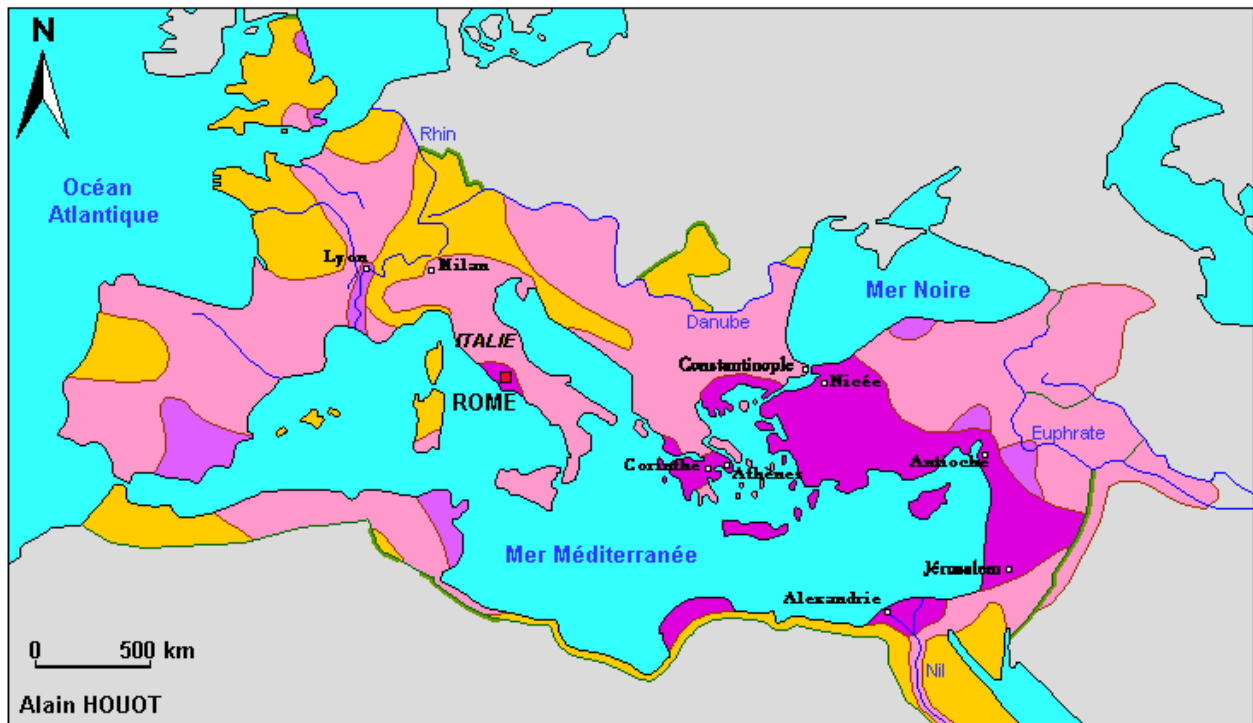 N
Rhin
Océan
Atlantique
Lyon
Milan
Mer Noire
Danube
ITALIE
Constantinople
Nicée
ROME
Euphrate
Antioche
Corinthe
Athènes
Mer Méditerranée
Jérusalem
Alexandrie
0 500 km
Nil
Alain HOUOT